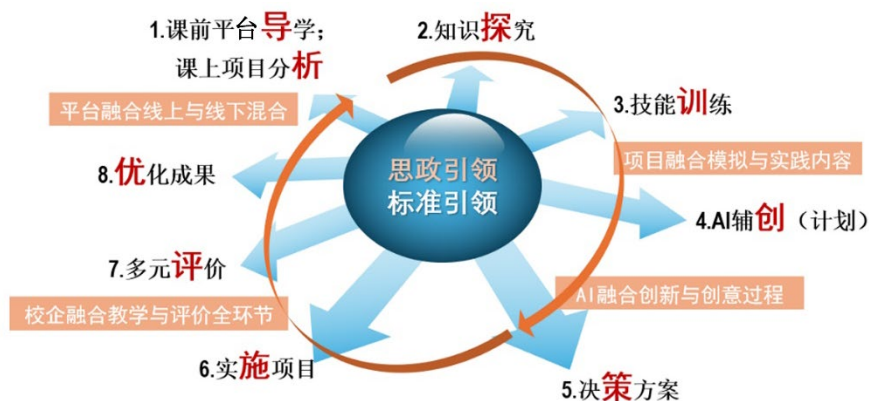 1.课前平台导学；
课上项目分析
2.知识探究
3.技能训练
平台融合线上与线下混合
项目融合模拟与实践内容
思政引领
标准引领
8.优化成果
4.AI辅创（计划）
7.多元评价
AI融合创新与创意过程
校企融合教学与评价全环节
6.实施项目
5.决策方案